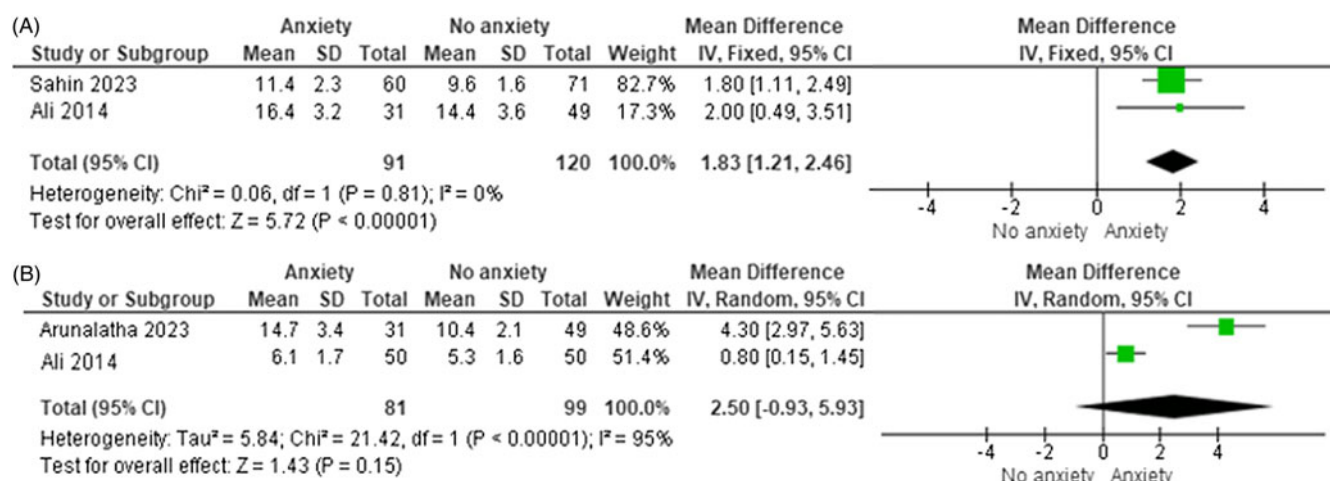 (A) Anxiety No anxiety Mean Difference Mean Difference
Study or Subgroup Mean SD Total Mean SD Total Weight IV, Fixed, 95% CI IV, Fixed, 95% CI
Sahin 2023 11.4 2.3 60 9.6 1.6 71 82.7% 1.80 [1.11, 2.49]
Ali 2014 16.4 3.2 31 14.4 3.6 49 17.3% 2.00 [0.49, 3.51]
Total (95% CI) 91 120 100.0% 1.83 [1.21, 2.46]
Heterogeneity: Chi² = 0.06, df = 1 (P = 0.81); I² = 0%
Test for overall effect: Z = 5.72 (P < 0.00001)
-4 -2 0 2 4
No anxiety Anxiety
(B) Anxiety No anxiety Mean Difference Mean Difference
Study or Subgroup Mean SD Total Mean SD Total Weight IV, Random, 95% CI IV, Random, 95% CI
Arunalatha 2023 14.7 3.4 31 10.4 2.1 49 48.6% 4.30 [2.97, 5.63]
Ali 2014 6.1 1.7 50 5.3 1.6 50 51.4% 0.80 [0.15, 1.45]
Total (95% CI) 81 99 100.0% 2.50 [-0.93, 5.93]
Heterogeneity: Tau² = 5.84; Chi² = 21.42, df = 1 (P < 0.00001); I² = 95%
Test for overall effect: Z = 1.43 (P = 0.15)
-4 -2 0 2 4
No anxiety Anxiety